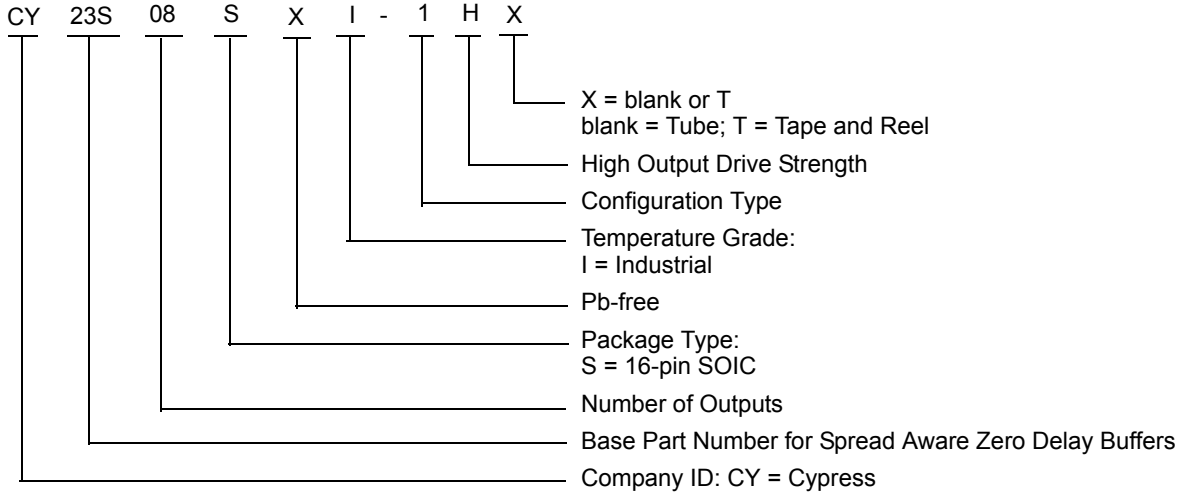 CY 23S 08 S X I - 1 H X
X = blank or T
blank = Tube; T = Tape and Reel
High Output Drive Strength
Configuration Type
Temperature Grade:
I = Industrial
Pb-free
Package Type:
S = 16-pin SOIC
Number of Outputs
Base Part Number for Spread Aware Zero Delay Buffers
Company ID: CY = Cypress